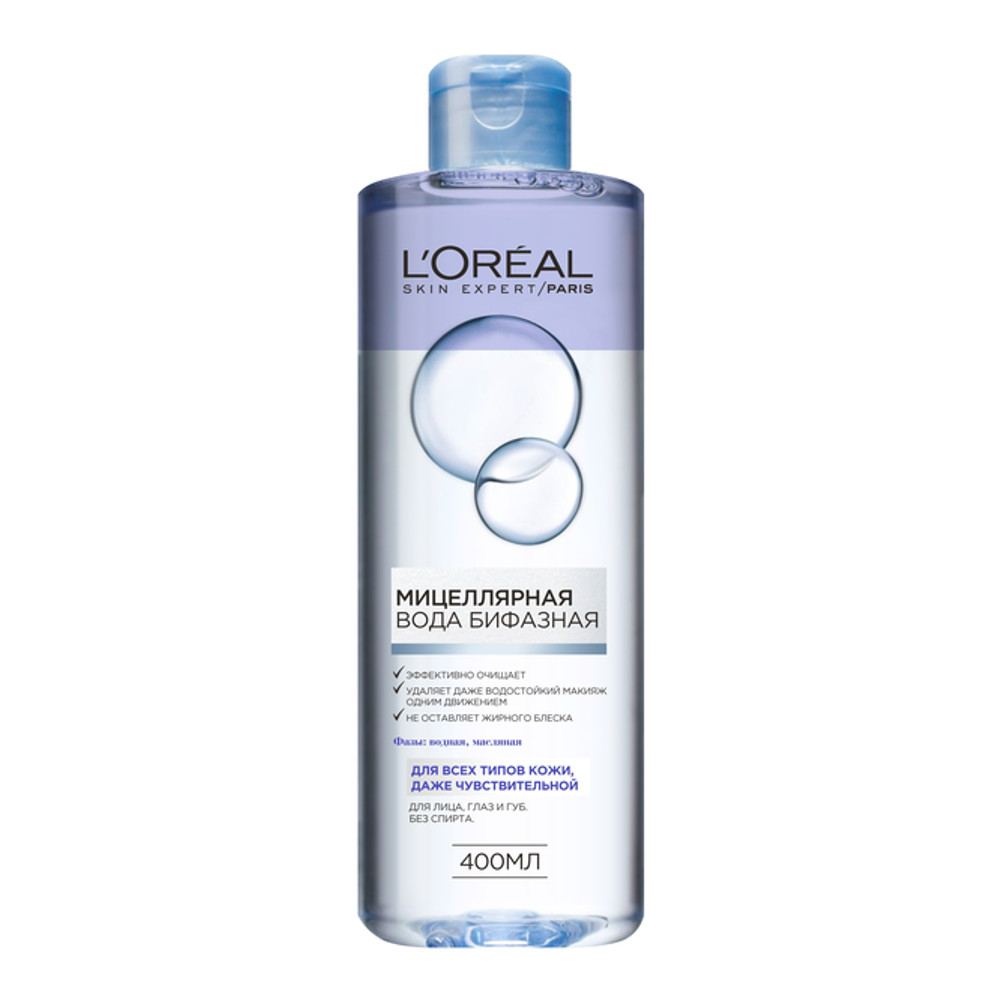 L'ORÉAL
SKIN EXPERT/PARIS
МИЦЕЛЛЯРНАЯ
ВОДА БИФАЗНАЯ
ЭФФЕКТИВНО ОЧИЩАЕТ
УДАЛЯЕТ ДАЖЕ ВОДОСТОЙКИЙ МАКИЯЖ
ОДНИМ ДВИЖЕНИЕМ
НЕ ОСТАВЛЯЕТ ЖИРНОГО БЛЕСКА
Фазы: водная, масляная
ДЛЯ ВСЕХ ТИПОВ КОЖИ,
ДАЖЕ ЧУВСТВИТЕЛЬНОЙ
ДЛЯ ЛИЦА, ГЛАЗ И ГУБ.
БЕЗ СПИРТА.
400МЛ